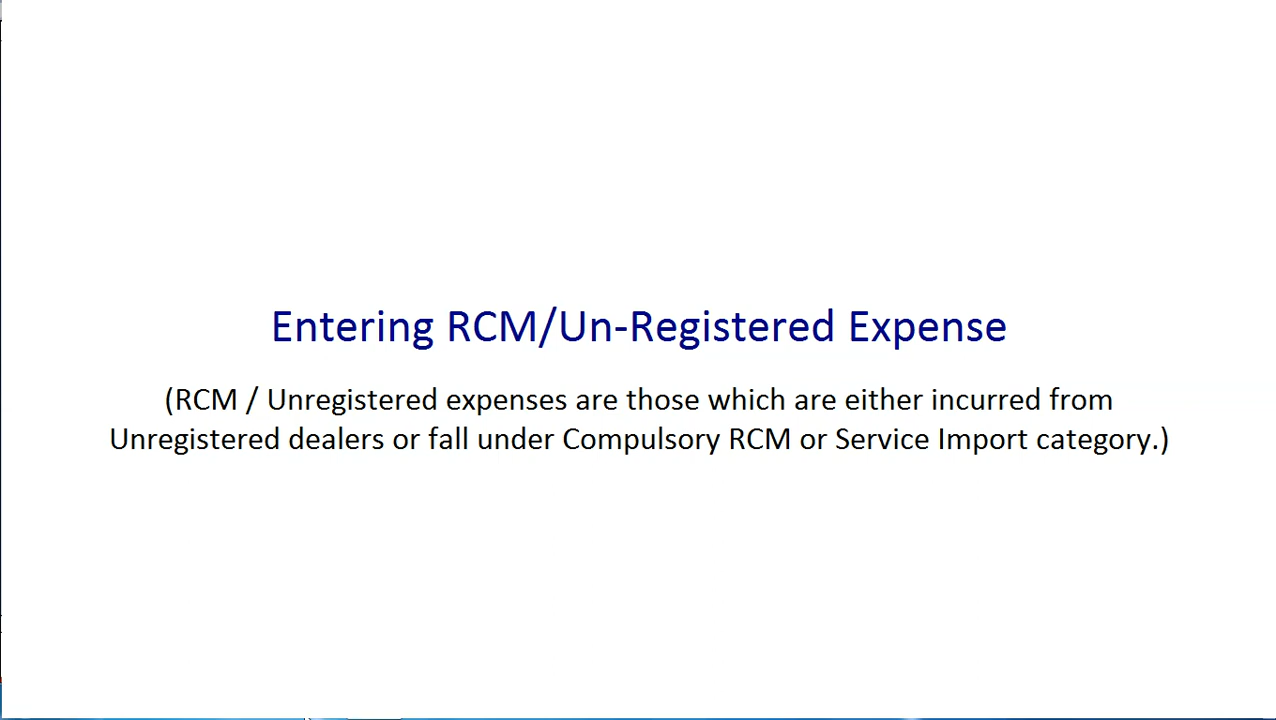 Entering RCM/Un-Registered Expense
(RCM / Unregistered expenses are those which are either incurred from
Unregistered dealers or fall under Compulsory RCM or Service Import category.)